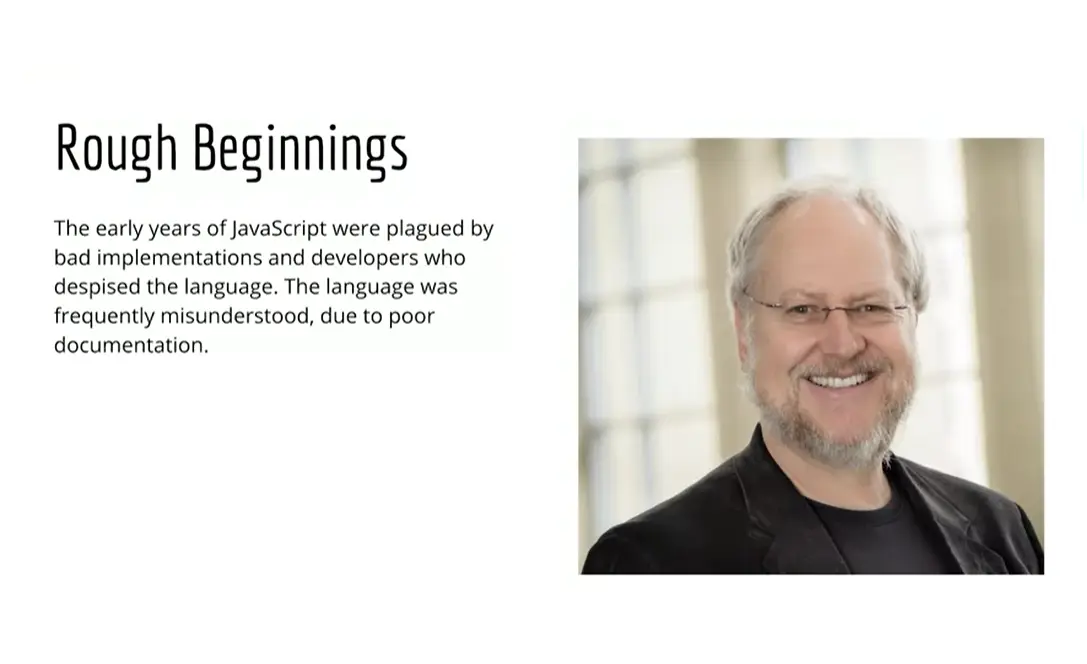 Rough Beginnings
The early years of JavaScript were plagued by
bad implementations and developers who
despised the language. The language was
frequently misunderstood, due to poor
documentation.